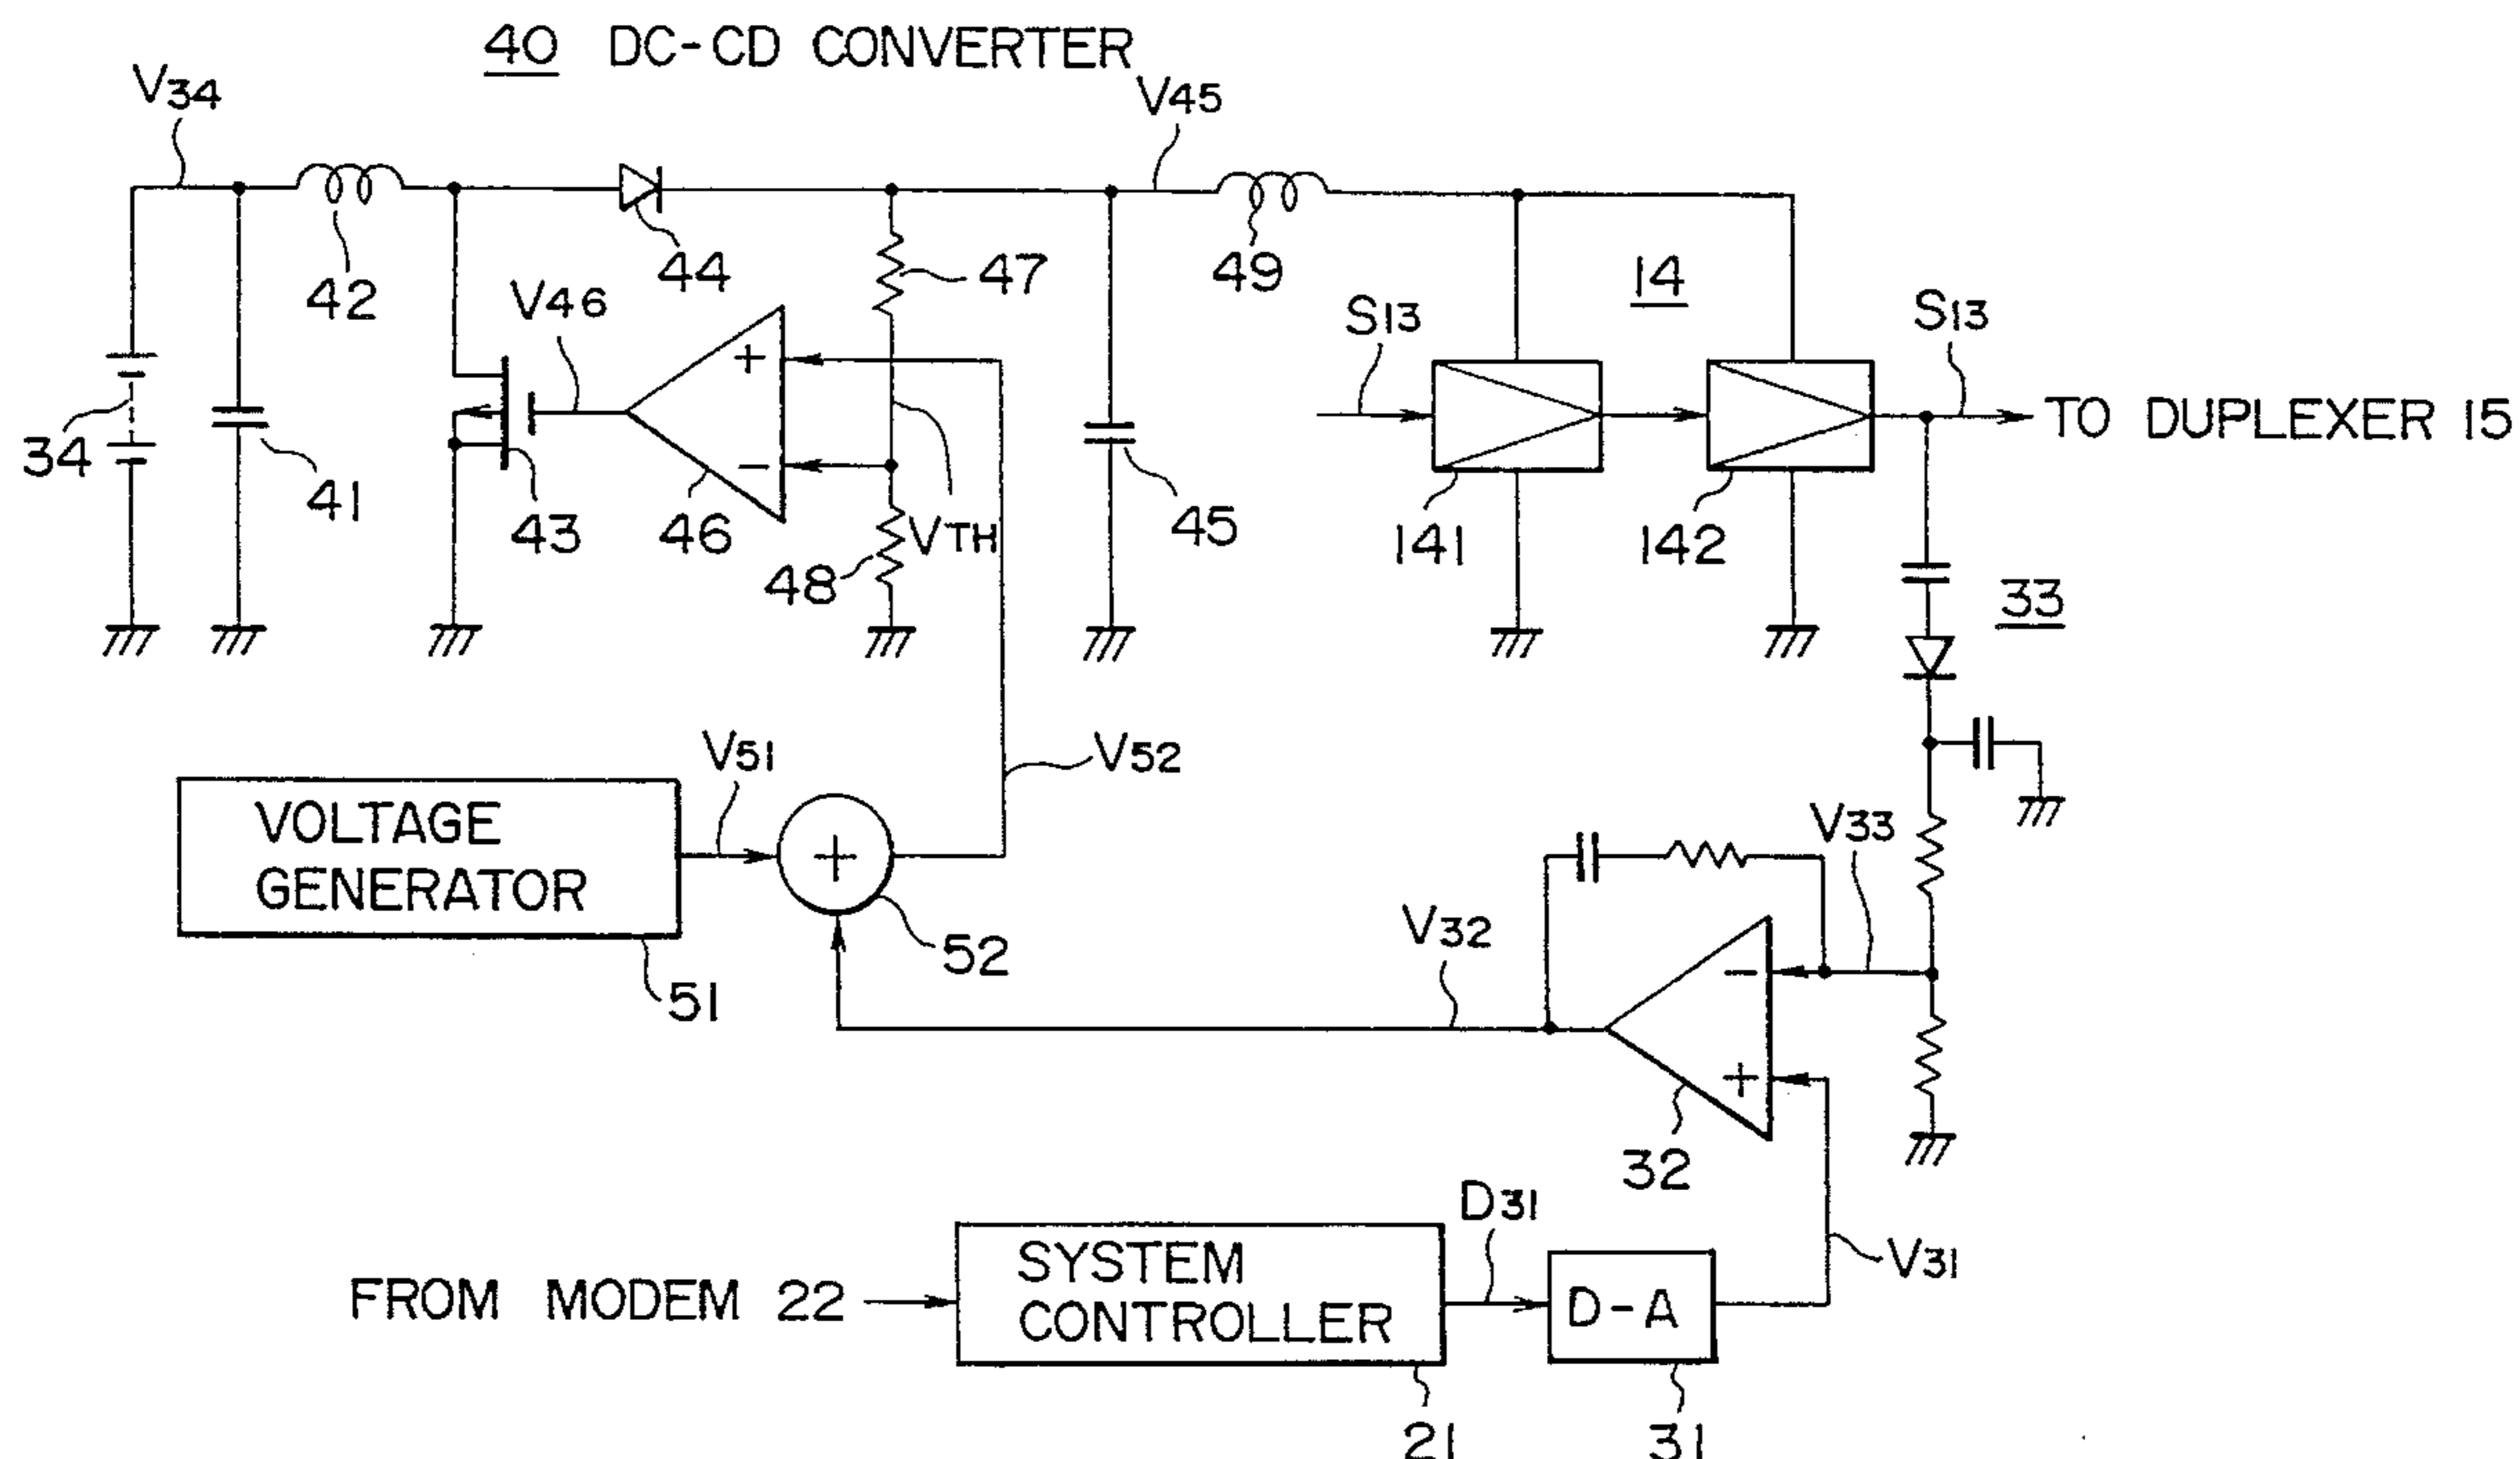 40 DC-CD CONVERTER
V34
V45
42
44
47
49
14
V46
S13
S13
+
−
34
41
43
46
VTH
48
45
141
142
TO DUPLEXER 15
33
V51
V52
VOLTAGE
GENERATOR
+
52
51
V33
V32
−
+
32
D31
V31
FROM MODEM 22
SYSTEM
CONTROLLER
D-A
21
31